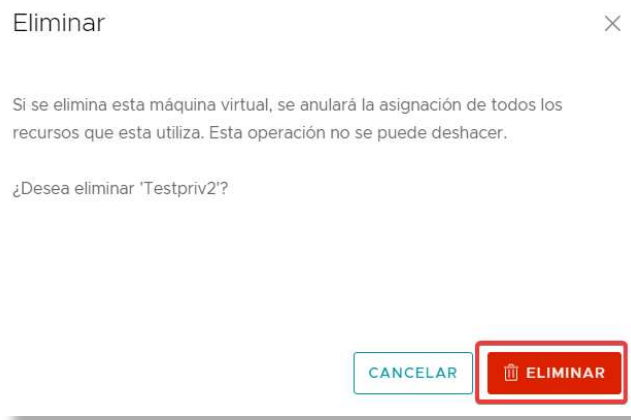 Eliminar
Si se elimina esta máquina virtual, se anulará la asignación de todos los
recursos que esta utiliza. Esta operación no se puede deshacer.
¿Desea eliminar 'Testpriv2'?
CANCELAR
ELIMINAR